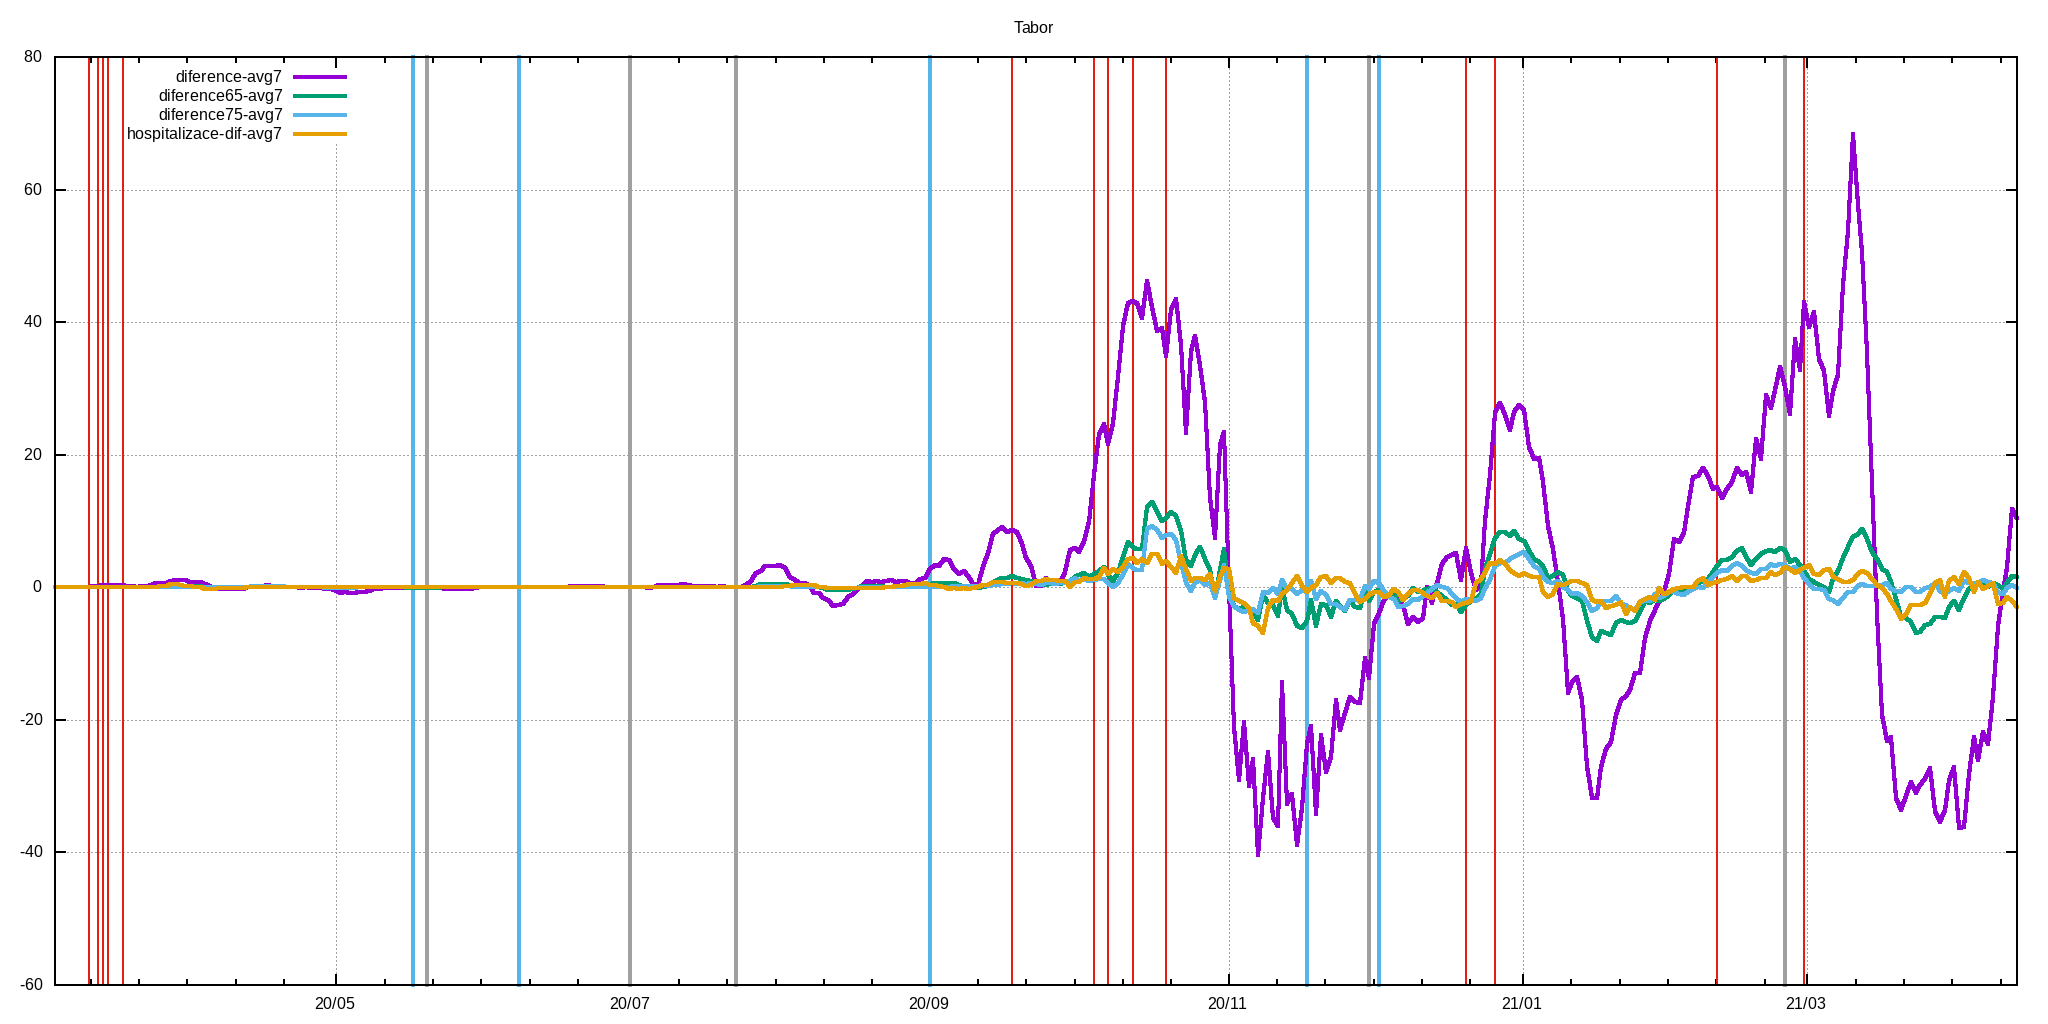 Tabor
80
diference-avg7
diference65-avg7
diference75-avg7
hospitalizace-dif-avg7
60
40
20
0
-20
-40
-60
20/05 20/07 20/09 20/11 21/01 21/03